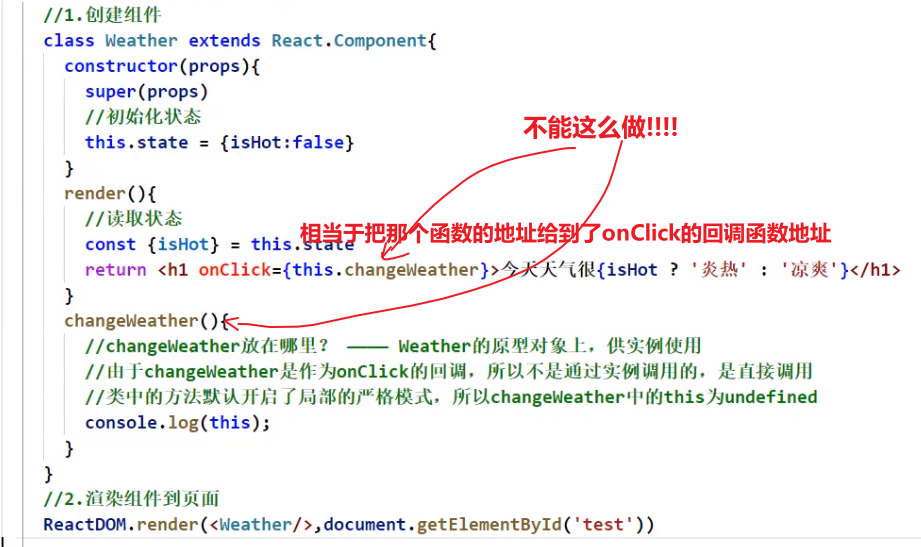 //1.创建组件
class Weather extends React.Component{
constructor(props){
super(props)
//初始化状态
this.state = {isHot:false}
不能这么做!!!!
}
render(){
//读取状态
const {isHot} = this.state
相当于把那个函数的地址给到了onClick的回调函数地址
return <h1 onClick={this.changeWeather}>今天天气很{isHot ? '炎热' : '凉爽'}</h1>
}
changeWeather(){
//changeWeather放在哪里？ ———— Weather的原型对象上，供实例使用
//由于changeWeather是作为onClick的回调，所以不是通过实例调用的，是直接调用
//类中的方法默认开启了局部的严格模式，所以changeWeather中的this为undefined
console.log(this);
}
}
//2.渲染组件到页面
ReactDOM.render(<Weather/>,document.getElementById('test'))